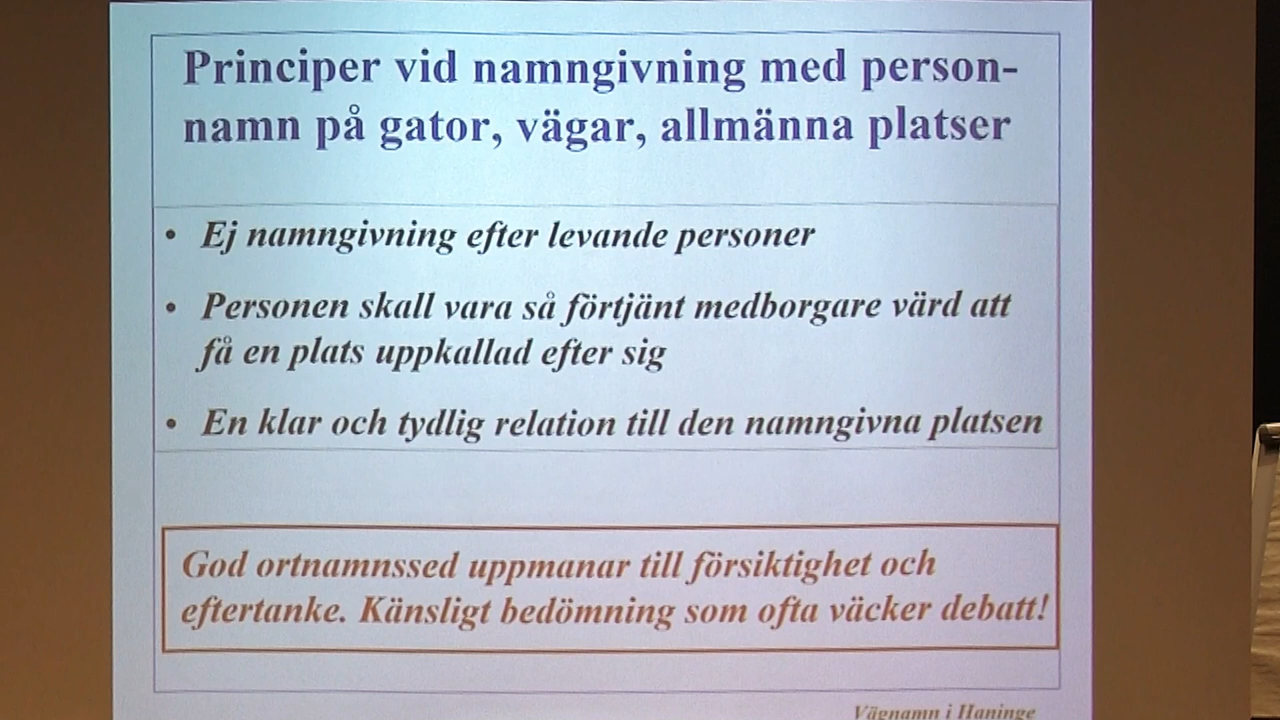 Principer vid namngivning med person-
namn på gator, vägar, allmänna platser
• Ej namngivning efter levande personer
• Personen skall vara så förtjänt medborgare värd att
få en plats uppkallad efter sig
• En klar och tydlig relation till den namngivna platsen
God ortnamnssed uppmanar till försiktighet och
eftertanke. Känsligt bedömning som ofta väcker debatt!
Vägnamn i Haninge